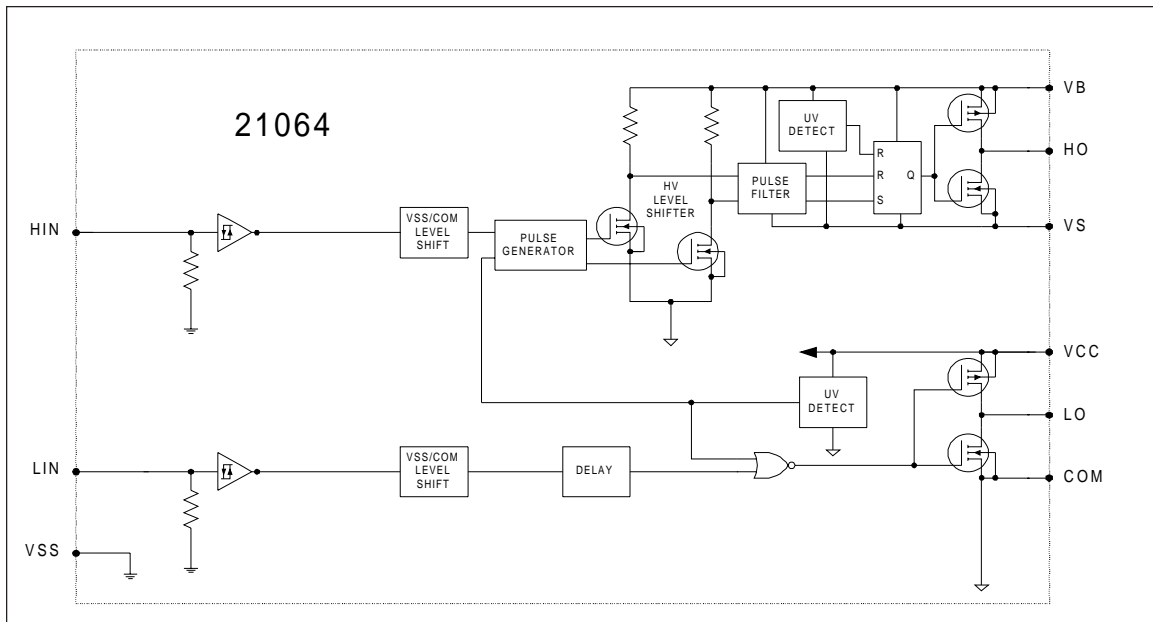 21064
VB
UV
DETECT
HO
R
R
Q
S
PULSE
FILTER
HV
LEVEL
SHIFTER
VS
HIN
VSS/COM
LEVEL
SHIFT
PULSE
GENERATOR
VCC
UV
DETECT
LO
LIN
VSS/COM
LEVEL
SHIFT
DELAY
COM
VSS